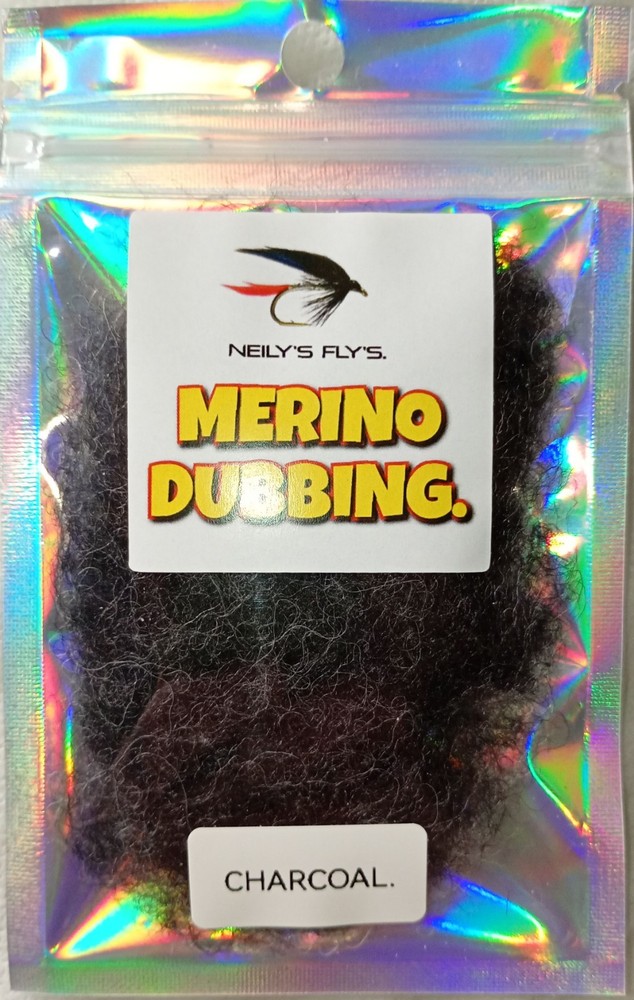 NEILY'S FLY'S.
MERINO
DUBBING.
CHARCOAL.